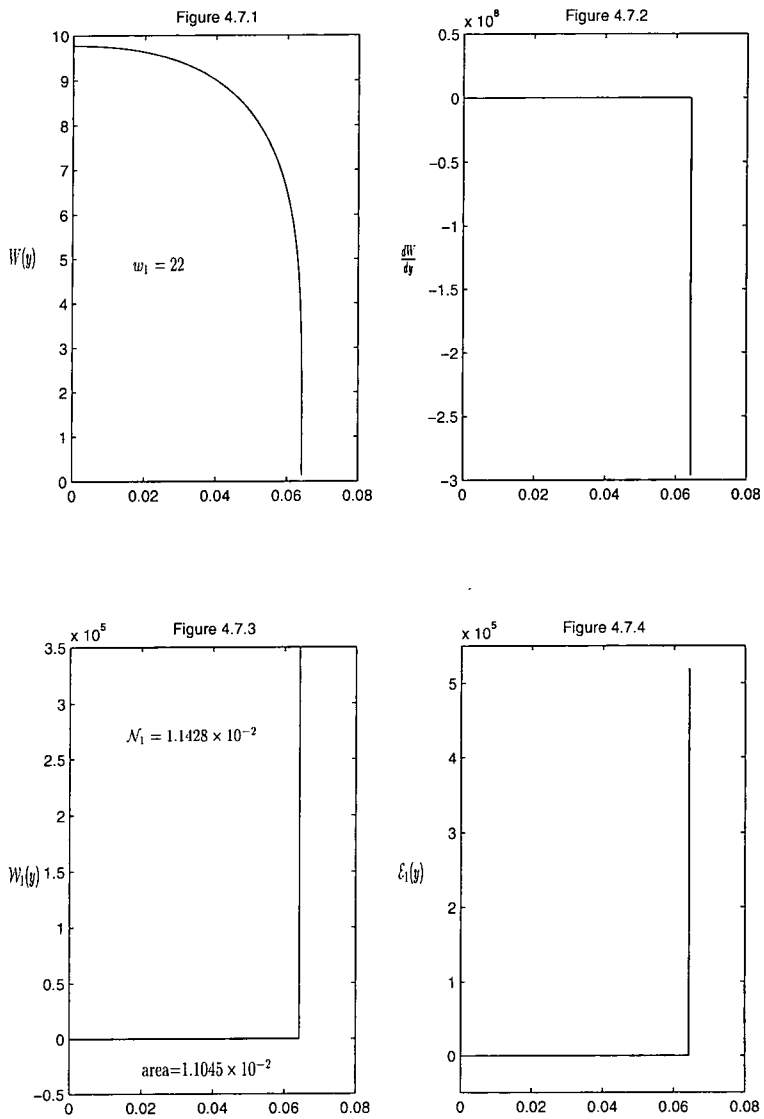 Figure 4.7.1
10
9
8
7
6
5
4
3
2
1
0
W(y)
w₁ = 22
0 0.02 0.04 0.06 0.08
Figure 4.7.2
x 10⁸
0.5
0
-0.5
-1
-1.5
-2
-2.5
-3
dW
dy
0 0.02 0.04 0.06 0.08
Figure 4.7.3
x 10⁵
3.5
3
2.5
2
1.5
1
0.5
0
-0.5
𝒲₁(y)
𝒩₁ = 1.1428 × 10⁻²
area=1.1045 × 10⁻²
0 0.02 0.04 0.06 0.08
Figure 4.7.4
x 10⁵
5
4
3
2
1
0
ℰ₁(y)
0 0.02 0.04 0.06 0.08